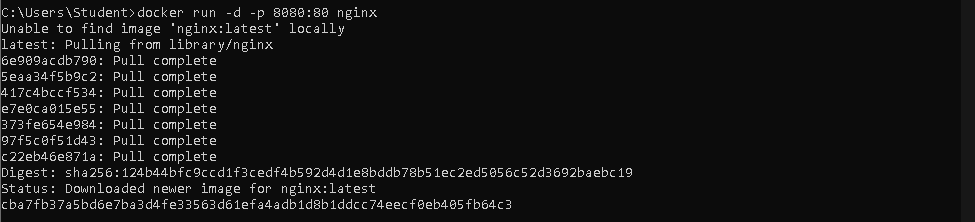 C:\Users\Student>docker run -d -p 8080:80 nginx
Unable to find image 'nginx:latest' locally
latest: Pulling from library/nginx
6e909acdb790: Pull complete
5eaa34f5b9c2: Pull complete
417c4bccf534: Pull complete
e7e0ca015e55: Pull complete
373fe654e984: Pull complete
97f5c0f51d43: Pull complete
c22eb46e871a: Pull complete
Digest: sha256:124b44bfc9ccd1f3cedf4b592d4d1e8bddb78b51ec2ed5056c52d3692baebc19
Status: Downloaded newer image for nginx:latest
cba7fb37a5bd6e7ba3d4fe33563d61efa4adb1d8b1ddcc74eecf0eb405fb64c3